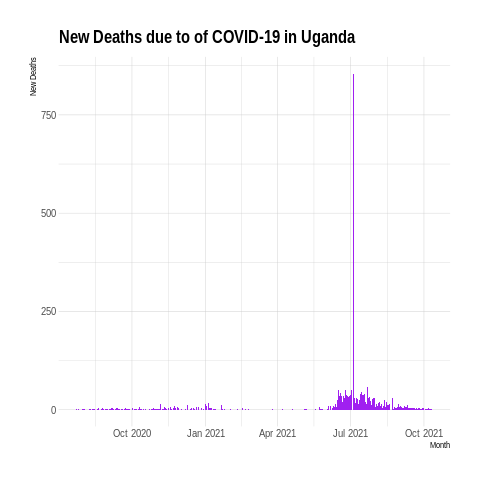 New Deaths due to of COVID-19 in Uganda
New Deaths
750
500
250
0
Oct 2020 Jan 2021 Apr 2021 Jul 2021 Oct 2021
Month